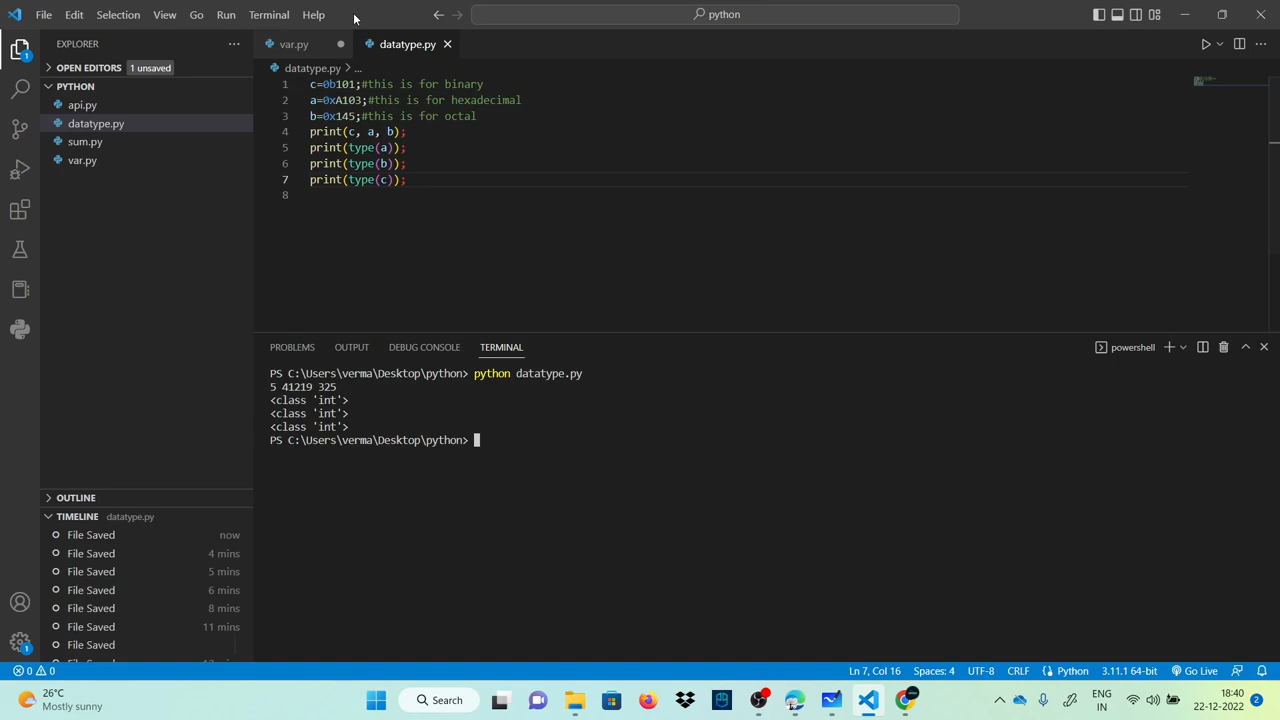 File Edit Selection View Go Run Terminal Help
python
EXPLORER
var.py
datatype.py
OPEN EDITORS 1 unsaved
datatype.py > ...
PYTHON
api.py
datatype.py
sum.py
var.py
1 c=0b101;#this is for binary
2 a=0xA103;#this is for hexadecimal
3 b=0x145;#this is for octal
4 print(c, a, b);
5 print(type(a));
6 print(type(b));
7 print(type(c));
8
PROBLEMS OUTPUT DEBUG CONSOLE TERMINAL
powershell
PS C:\Users\verma\Desktop\python> python datatype.py
5 41219 325
<class 'int'>
<class 'int'>
<class 'int'>
PS C:\Users\verma\Desktop\python>
OUTLINE
TIMELINE datatype.py
File Saved now
File Saved 4 mins
File Saved 5 mins
File Saved 6 mins
File Saved 8 mins
File Saved 11 mins
File Saved
0 0
Ln 7, Col 16 Spaces: 4 UTF-8 CRLF Python 3.11.1 64-bit Go Live
26°C
Mostly sunny
Search
ENG
IN
18:40
22-12-2022
2
1
1